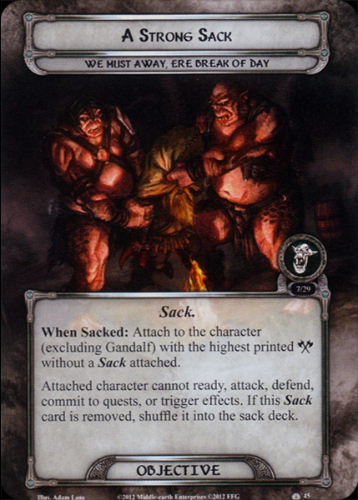 A Strong Sack
We Must Away, Ere Break of Day
7/29
Sack.
When Sacked: Attach to the character
(excluding Gandalf) with the highest printed
without a Sack attached.
Attached character cannot ready, attack, defend,
commit to quests, or trigger effects. If this Sack
card is removed, shuffle it into the sack deck.
Objective
Illus. Adam Lane
©2012 Middle-earth Enterprises ©2012 FFG
45